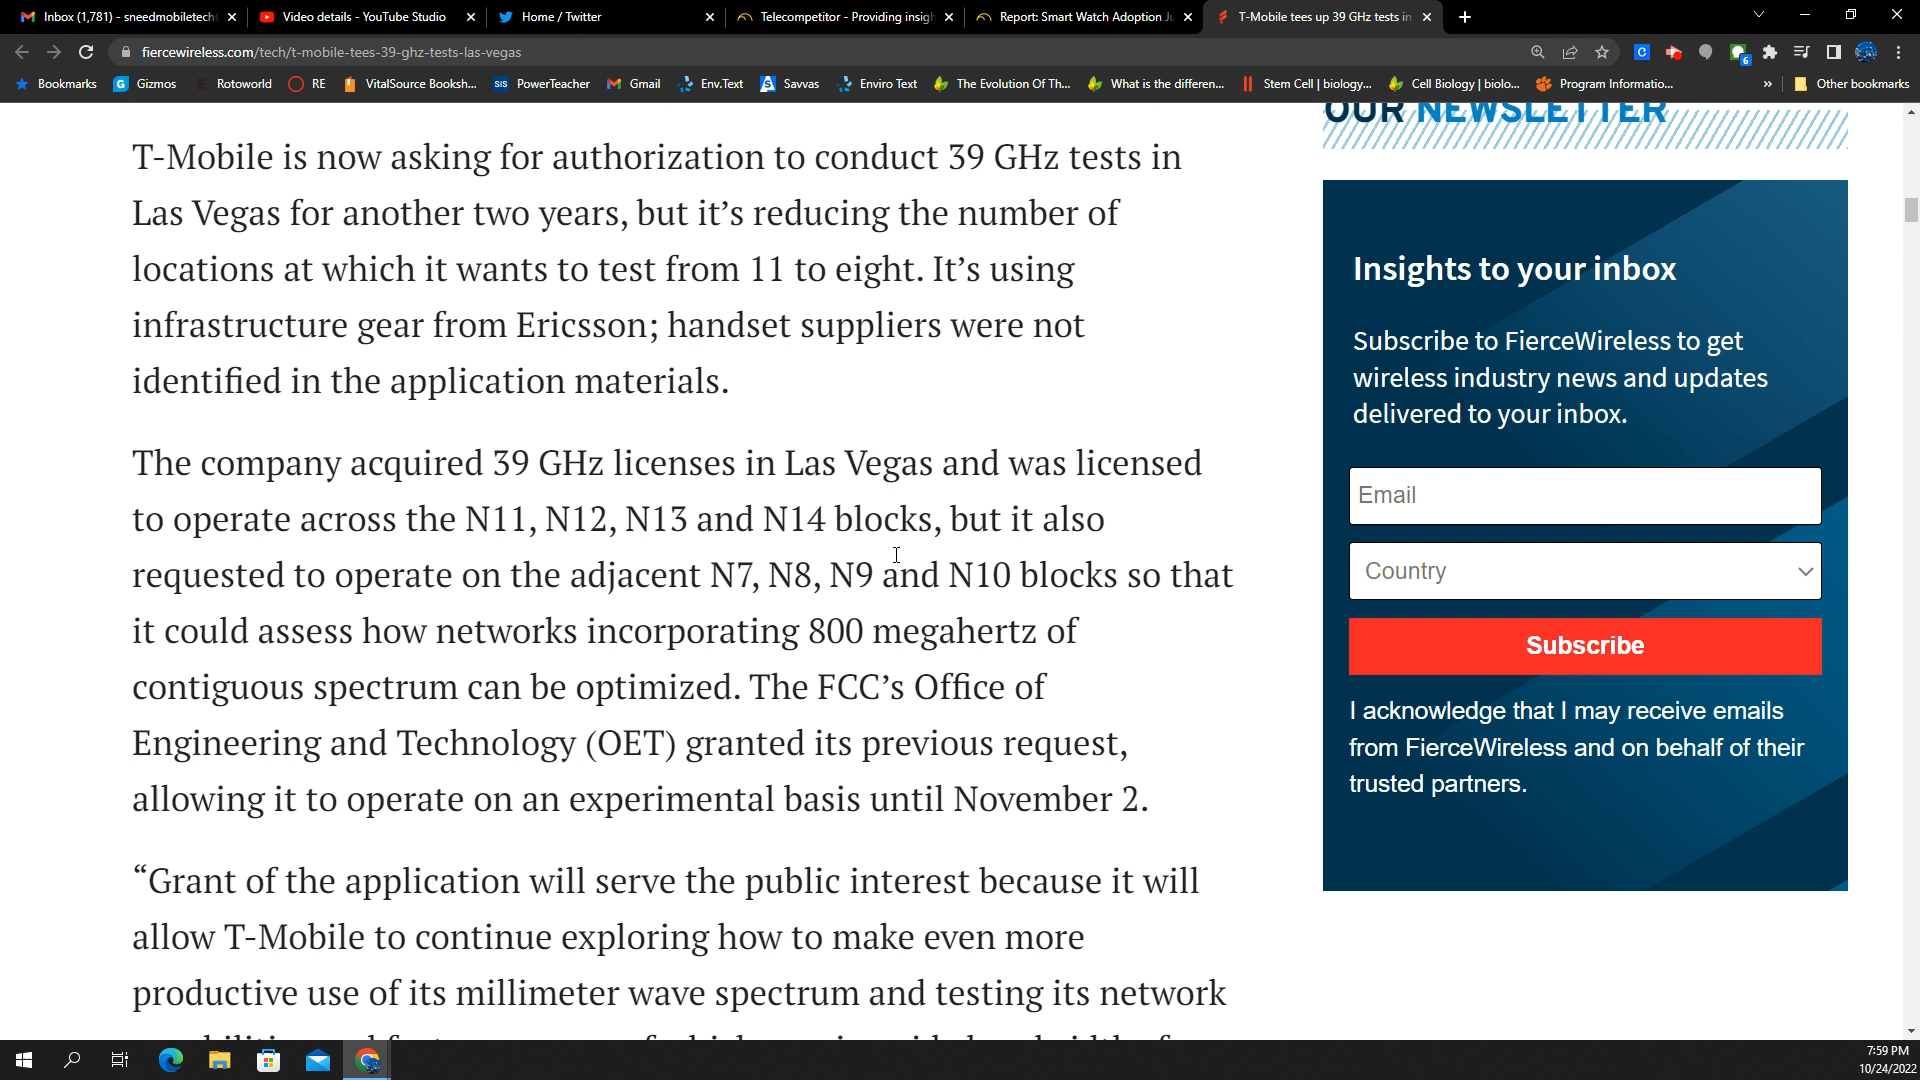 Inbox (1,781) - sneedmobiletech
Video details - YouTube Studio
Home / Twitter
Telecompetitor - Providing insigh
Report: Smart Watch Adoption Ju
T-Mobile tees up 39 GHz tests in
fiercewireless.com/tech/t-mobile-tees-39-ghz-tests-las-vegas
6
Bookmarks
Gizmos
Rotoworld
RE
VitalSource Booksh...
SIS PowerTeacher
Gmail
Env.Text
Savvas
Enviro Text
The Evolution Of Th...
What is the differen...
Stem Cell | biology...
Cell Biology | biolo...
Program Informatio...
»
Other bookmarks
T-Mobile is now asking for authorization to conduct 39 GHz tests in
Las Vegas for another two years, but it’s reducing the number of
locations at which it wants to test from 11 to eight. It’s using
infrastructure gear from Ericsson; handset suppliers were not
identified in the application materials.
The company acquired 39 GHz licenses in Las Vegas and was licensed
to operate across the N11, N12, N13 and N14 blocks, but it also
requested to operate on the adjacent N7, N8, N9 and N10 blocks so that
it could assess how networks incorporating 800 megahertz of
contiguous spectrum can be optimized. The FCC’s Office of
Engineering and Technology (OET) granted its previous request,
allowing it to operate on an experimental basis until November 2.
“Grant of the application will serve the public interest because it will
allow T-Mobile to continue exploring how to make even more
productive use of its millimeter wave spectrum and testing its network
OUR NEWSLETTER
Insights to your inbox
Subscribe to FierceWireless to get
wireless industry news and updates
delivered to your inbox.
Email
Country
Subscribe
I acknowledge that I may receive emails
from FierceWireless and on behalf of their
trusted partners.
7:59 PM
10/24/2022